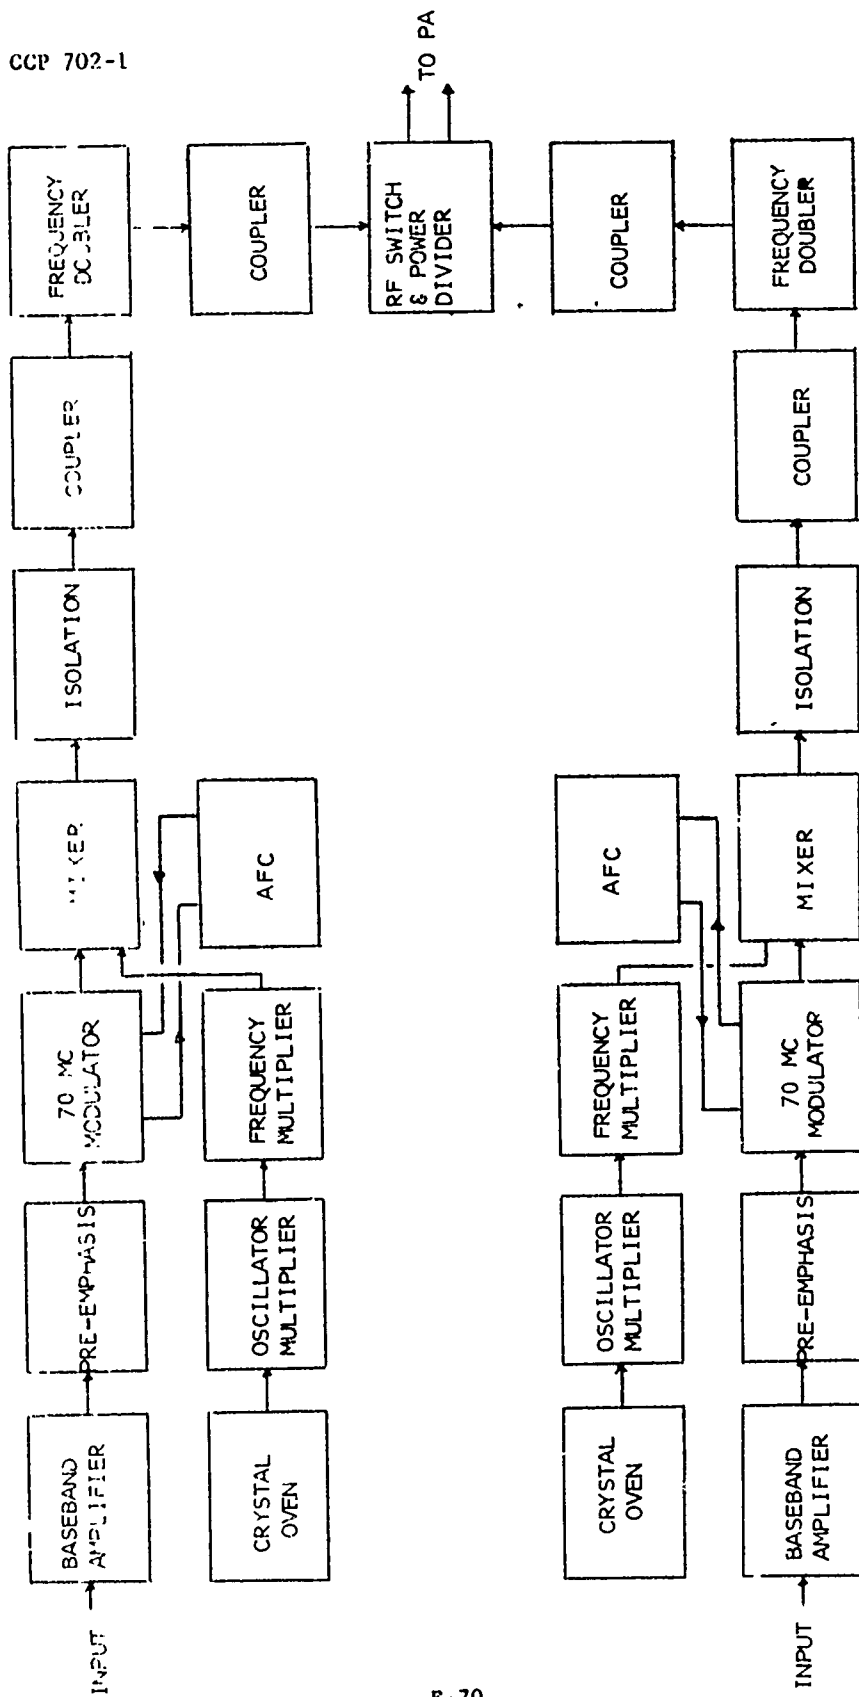 CCP 702-1
INPUT
BASEBAND
AMPLIFIER
PRE-EMPHASIS
70 MC
MODULATOR
MIXER
ISOLATION
COUPLER
FREQUENCY
DOUBLER
CRYSTAL
OVEN
OSCILLATOR
MULTIPLIER
FREQUENCY
MULTIPLIER
AFC
COUPLER
RF SWITCH
& POWER
DIVIDER
TO PA
CRYSTAL
OVEN
OSCILLATOR
MULTIPLIER
FREQUENCY
MULTIPLIER
AFC
COUPLER
INPUT
BASEBAND
AMPLIFIER
PRE-EMPHASIS
70 MC
MODULATOR
MIXER
ISOLATION
COUPLER
FREQUENCY
DOUBLER